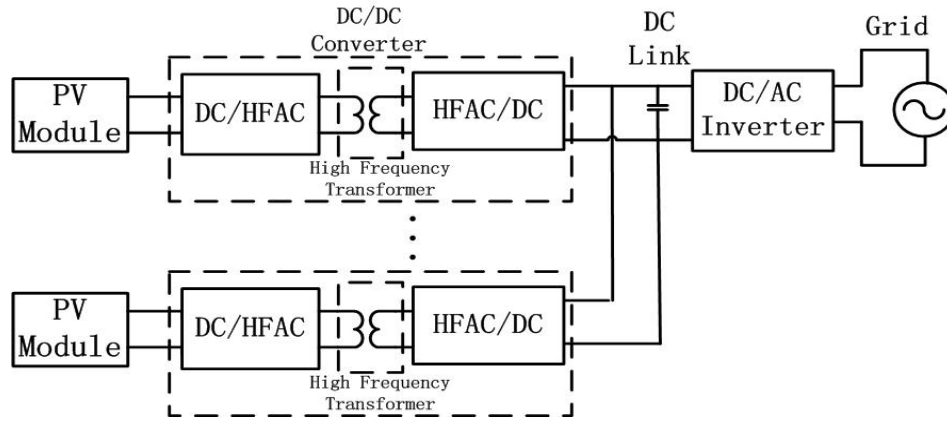 DC/DC
Converter
DC
Link
Grid
PV
Module
DC/HFAC
HFAC/DC
DC/AC
Inverter
High Frequency
Transformer
PV
Module
DC/HFAC
HFAC/DC
High Frequency
Transformer